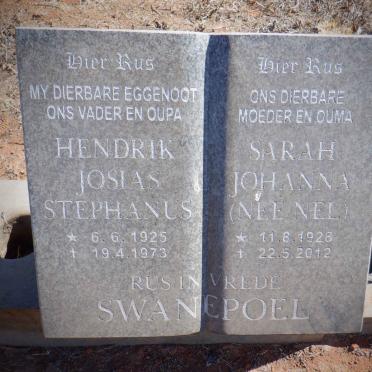 Hier Rus
MY DIERBARE EGGENOOT
ONS VADER EN OUPA
HENDRIK
JOSIAS
STEPHANUS
★ 6.6.1925
† 19.4.1973
Hier Rus
ONS DIERBARE
MOEDER EN OUMA
SARAH
JOHANNA
(NEE NEL)
★ 11.8.1928
† 22.5.2012
RUS IN VREDE
SWANEPOEL